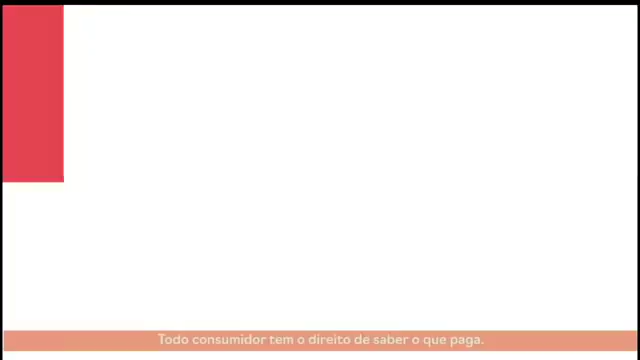 Todo consumidor tem o direito de saber o que paga.